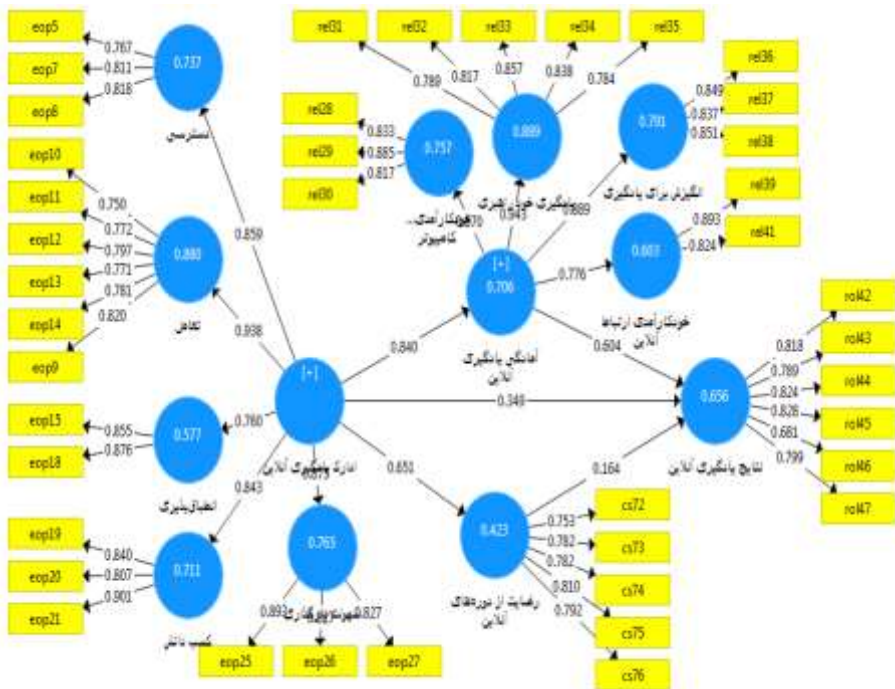 rel31
rel32
rel33
rel34
rel35
eop5
eop7
eop8
0.767
0.811
0.818
0.737
دسترسی
0.789
0.817
0.857
0.838
0.784
0.889
یادگیری خودراهبری
rel28
rel29
rel30
0.833
0.885
0.817
0.757
خودکارآمدی...
کامپیوتر
rel36
rel37
rel38
0.849
0.837
0.851
0.791
انگیزش برای یادگیری
rel39
rel41
0.893
0.824
0.603
خودکارآمدی ارتباط
آنلاین
eop10
eop11
eop12
eop13
eop14
eop9
0.750
0.772
0.797
0.771
0.781
0.820
0.880
تعامل
0.859
0.938
0.943
0.889
0.776
[+]
0.706
آمادگی یادگیری
آنلاین
0.840
0.604
0.349
[+]
ادراک یادگیری آنلاین
0.760
0.843
0.651
0.164
eop15
eop18
0.855
0.876
0.577
انطباق‌پذیری
eop19
eop20
eop21
0.840
0.807
0.901
0.711
کسب دانش
0.765
0.827
eop25
eop26
eop27
0.423
رضایت از دوره‌های
آنلاین
0.753
0.782
0.782
0.810
0.792
cs72
cs73
cs74
cs75
cs76
0.656
نتایج یادگیری آنلاین
0.818
0.789
0.824
0.826
0.681
0.799
rol42
rol43
rol44
rol45
rol46
rol47